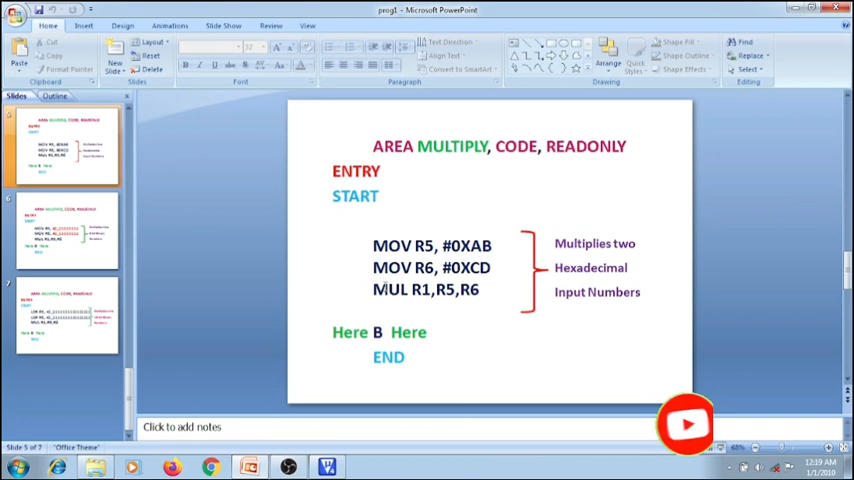 prog1 - Microsoft PowerPoint
Home Insert Design Animations Slide Show Review View
Paste
Cut
Copy
Format Painter
Clipboard
New
Slide
Layout
Reset
Delete
Slides
32
Font
Paragraph
Text Direction
Align Text
Convert to SmartArt
Arrange
Quick
Styles
Shape Fill
Shape Outline
Shape Effects
Drawing
Find
Replace
Select
Editing
Slides Outline
6
7
AREA MULTIPLY, CODE, READONLY
ENTRY
START
MOV R5, #0XAB
MOV R6, #0XCD
MUL R1,R5,R6
Multiplies two
Hexadecimal
Input Numbers
Here B Here
END
Click to add notes
Slide 5 of 7 "Office Theme" 68%
12:19 AM
1/1/2010